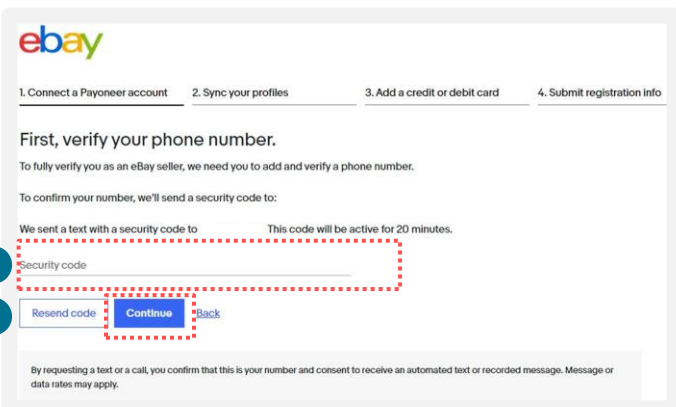 ebay
1. Connect a Payoneer account 2. Sync your profiles 3. Add a credit or debit card 4. Submit registration info
First, verify your phone number.
To fully verify you as an eBay seller, we need you to add and verify a phone number.
To confirm your number, we'll send a security code to:
We sent a text with a security code to This code will be active for 20 minutes.
Security code
Resend code Continue Back
By requesting a text or a call, you confirm that this is your number and consent to receive an automated text or recorded message. Message or
data rates may apply.